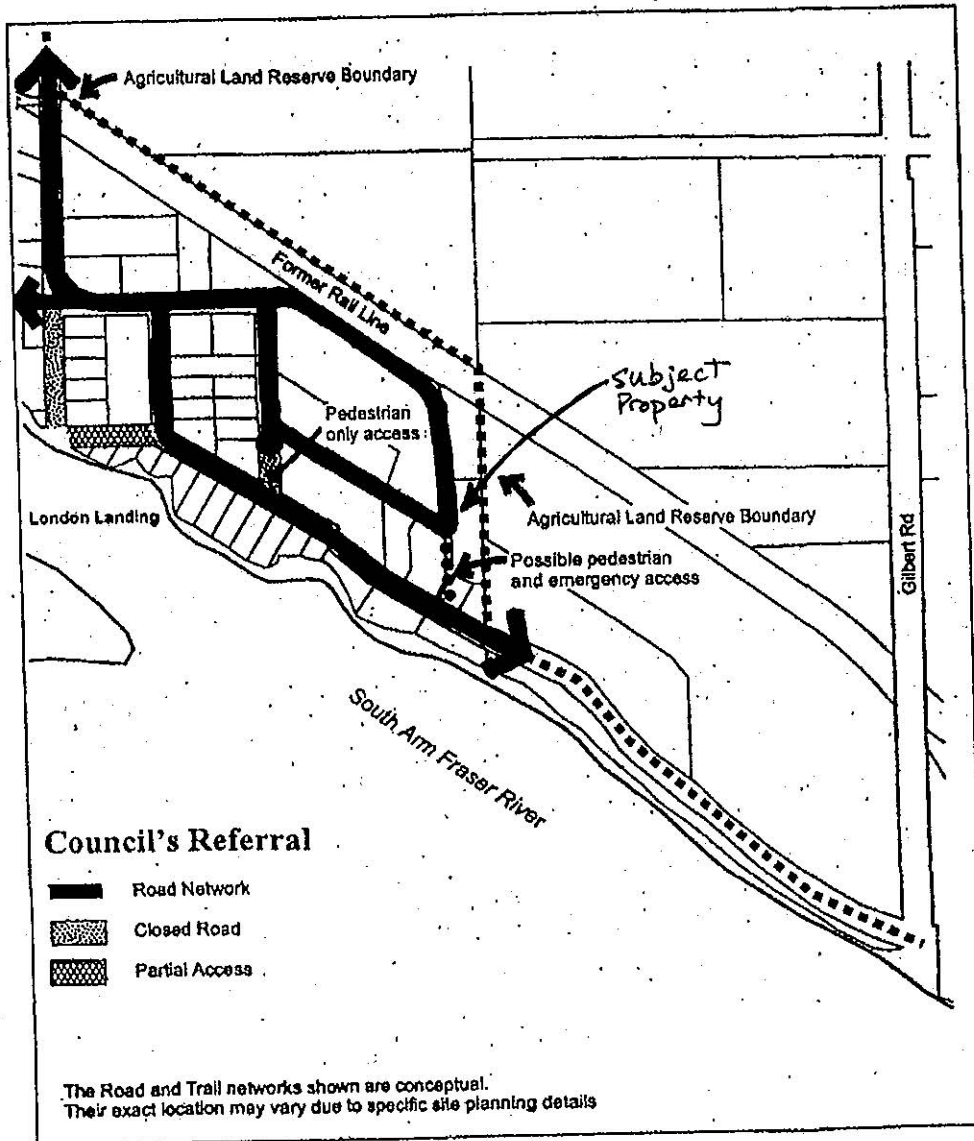 Agricultural Land Reserve Boundary
Former Rail Line
subject
Property
Pedestrian
only access
London Landing
Agricultural Land Reserve Boundary
Possible pedestrian
and emergency access
Gilbert Rd
South Arm Fraser River
Council's Referral
Road Network
Closed Road
Partial Access
The Road and Trail networks shown are conceptual.
Their exact location may vary due to specific site planning details